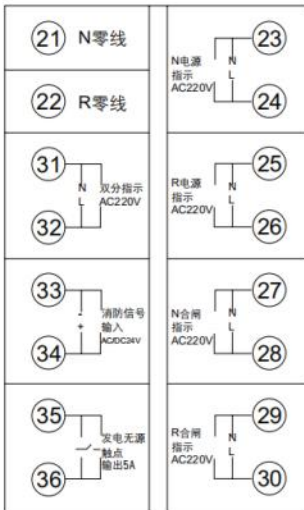 21 N零线
22 R零线
31
N
L
双分指示
AC220V
32
33
-
+
消防信号
输入
AC/DC24V
34
35
发电无源
触点
输出5A
36
23
N电源
指示
AC220V
N
L
24
25
R电源
指示
AC220V
N
L
26
27
N合闸
指示
AC220V
N
L
28
29
R合闸
指示
AC220V
N
L
30